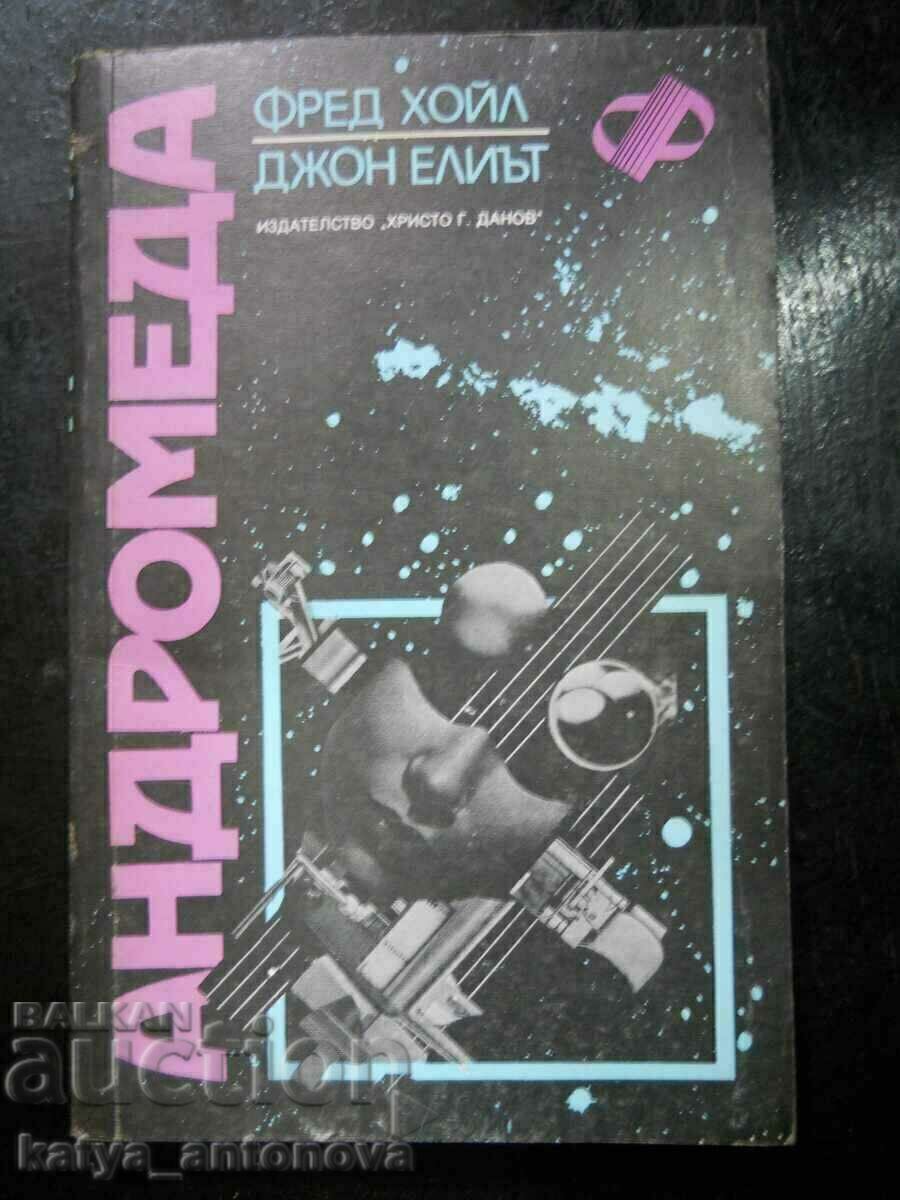 ФРЕД ХОЙЛ
ДЖОН ЕЛИЪТ
ИЗДАТЕЛСТВО „ХРИСТО Г. ДАНОВ“
Ф
АНДРОМЕДА
BALKAN
auction
katya_antonova